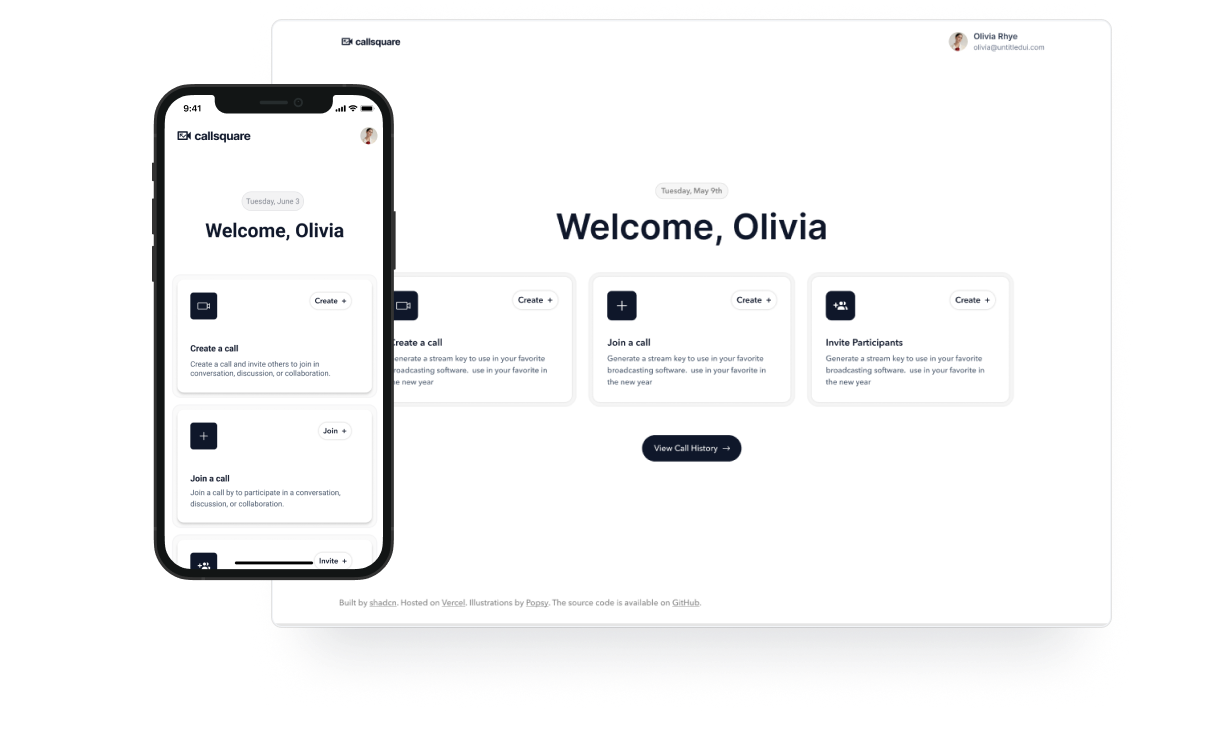 callsquare
Olivia Rhye
olivia@untitledui.com
Tuesday, May 9th
Welcome, Olivia
Create +
Create +
Create +
reate a call
Join a call
Invite Participants
enerate a stream key to use in your favorite
broadcasting software. use in your favorite in
the new year
Generate a stream key to use in your favorite
broadcasting software. use in your favorite in
the new year
Generate a stream key to use in your favorite
broadcasting software. use in your favorite in
the new year
View Call History →
Built by shadcn. Hosted on Vercel. Illustrations by Popsy. The source code is available on GitHub.
9:41
callsquare
Tuesday, June 3
Welcome, Olivia
Create +
Create a call
Create a call and invite others to join in
conversation, discussion, or collaboration.
Join +
Join a call
Join a call by to participate in a conversation,
discussion, or collaboration.
Invite +